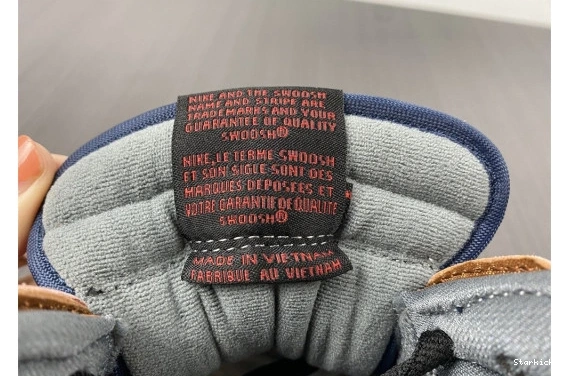 NIKE AND THE SWOOSH
NAME AND STRIPE ARE
TRADEMARKS AND YOUR
GUARANTEE OF QUALITY
SWOOSH®
NIKE, LE TERME SWOOSH
ET SON SIGLE SONT DES
MARQUES DEPOSEES ET
VOTRE GARANTIE DE QUALITE
SWOOSH®
MADE IN VIETNAM
FABRIQUE AU VIETNAM